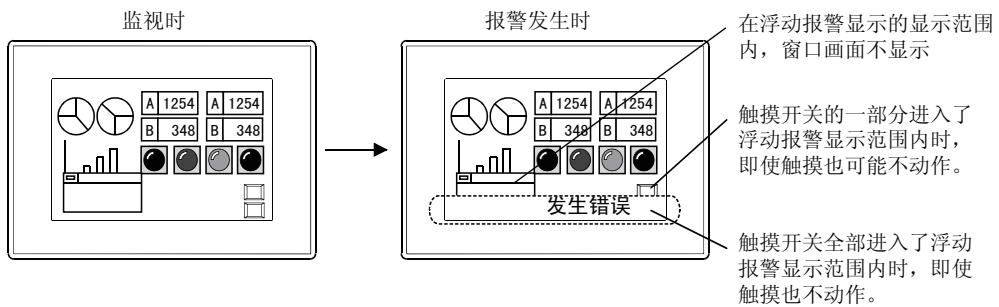 监视时
A 1254 A 1254
B 348 B 348
报警发生时
A 1254 A 1254
B 348 B 348
发生错误
在浮动报警显示的显示范围
内，窗口画面不显示
触摸开关的一部分进入了
浮动报警显示范围内时，
即使触摸也可能不动作。
触摸开关全部进入了浮动
报警显示范围内时，即使
触摸也不动作。